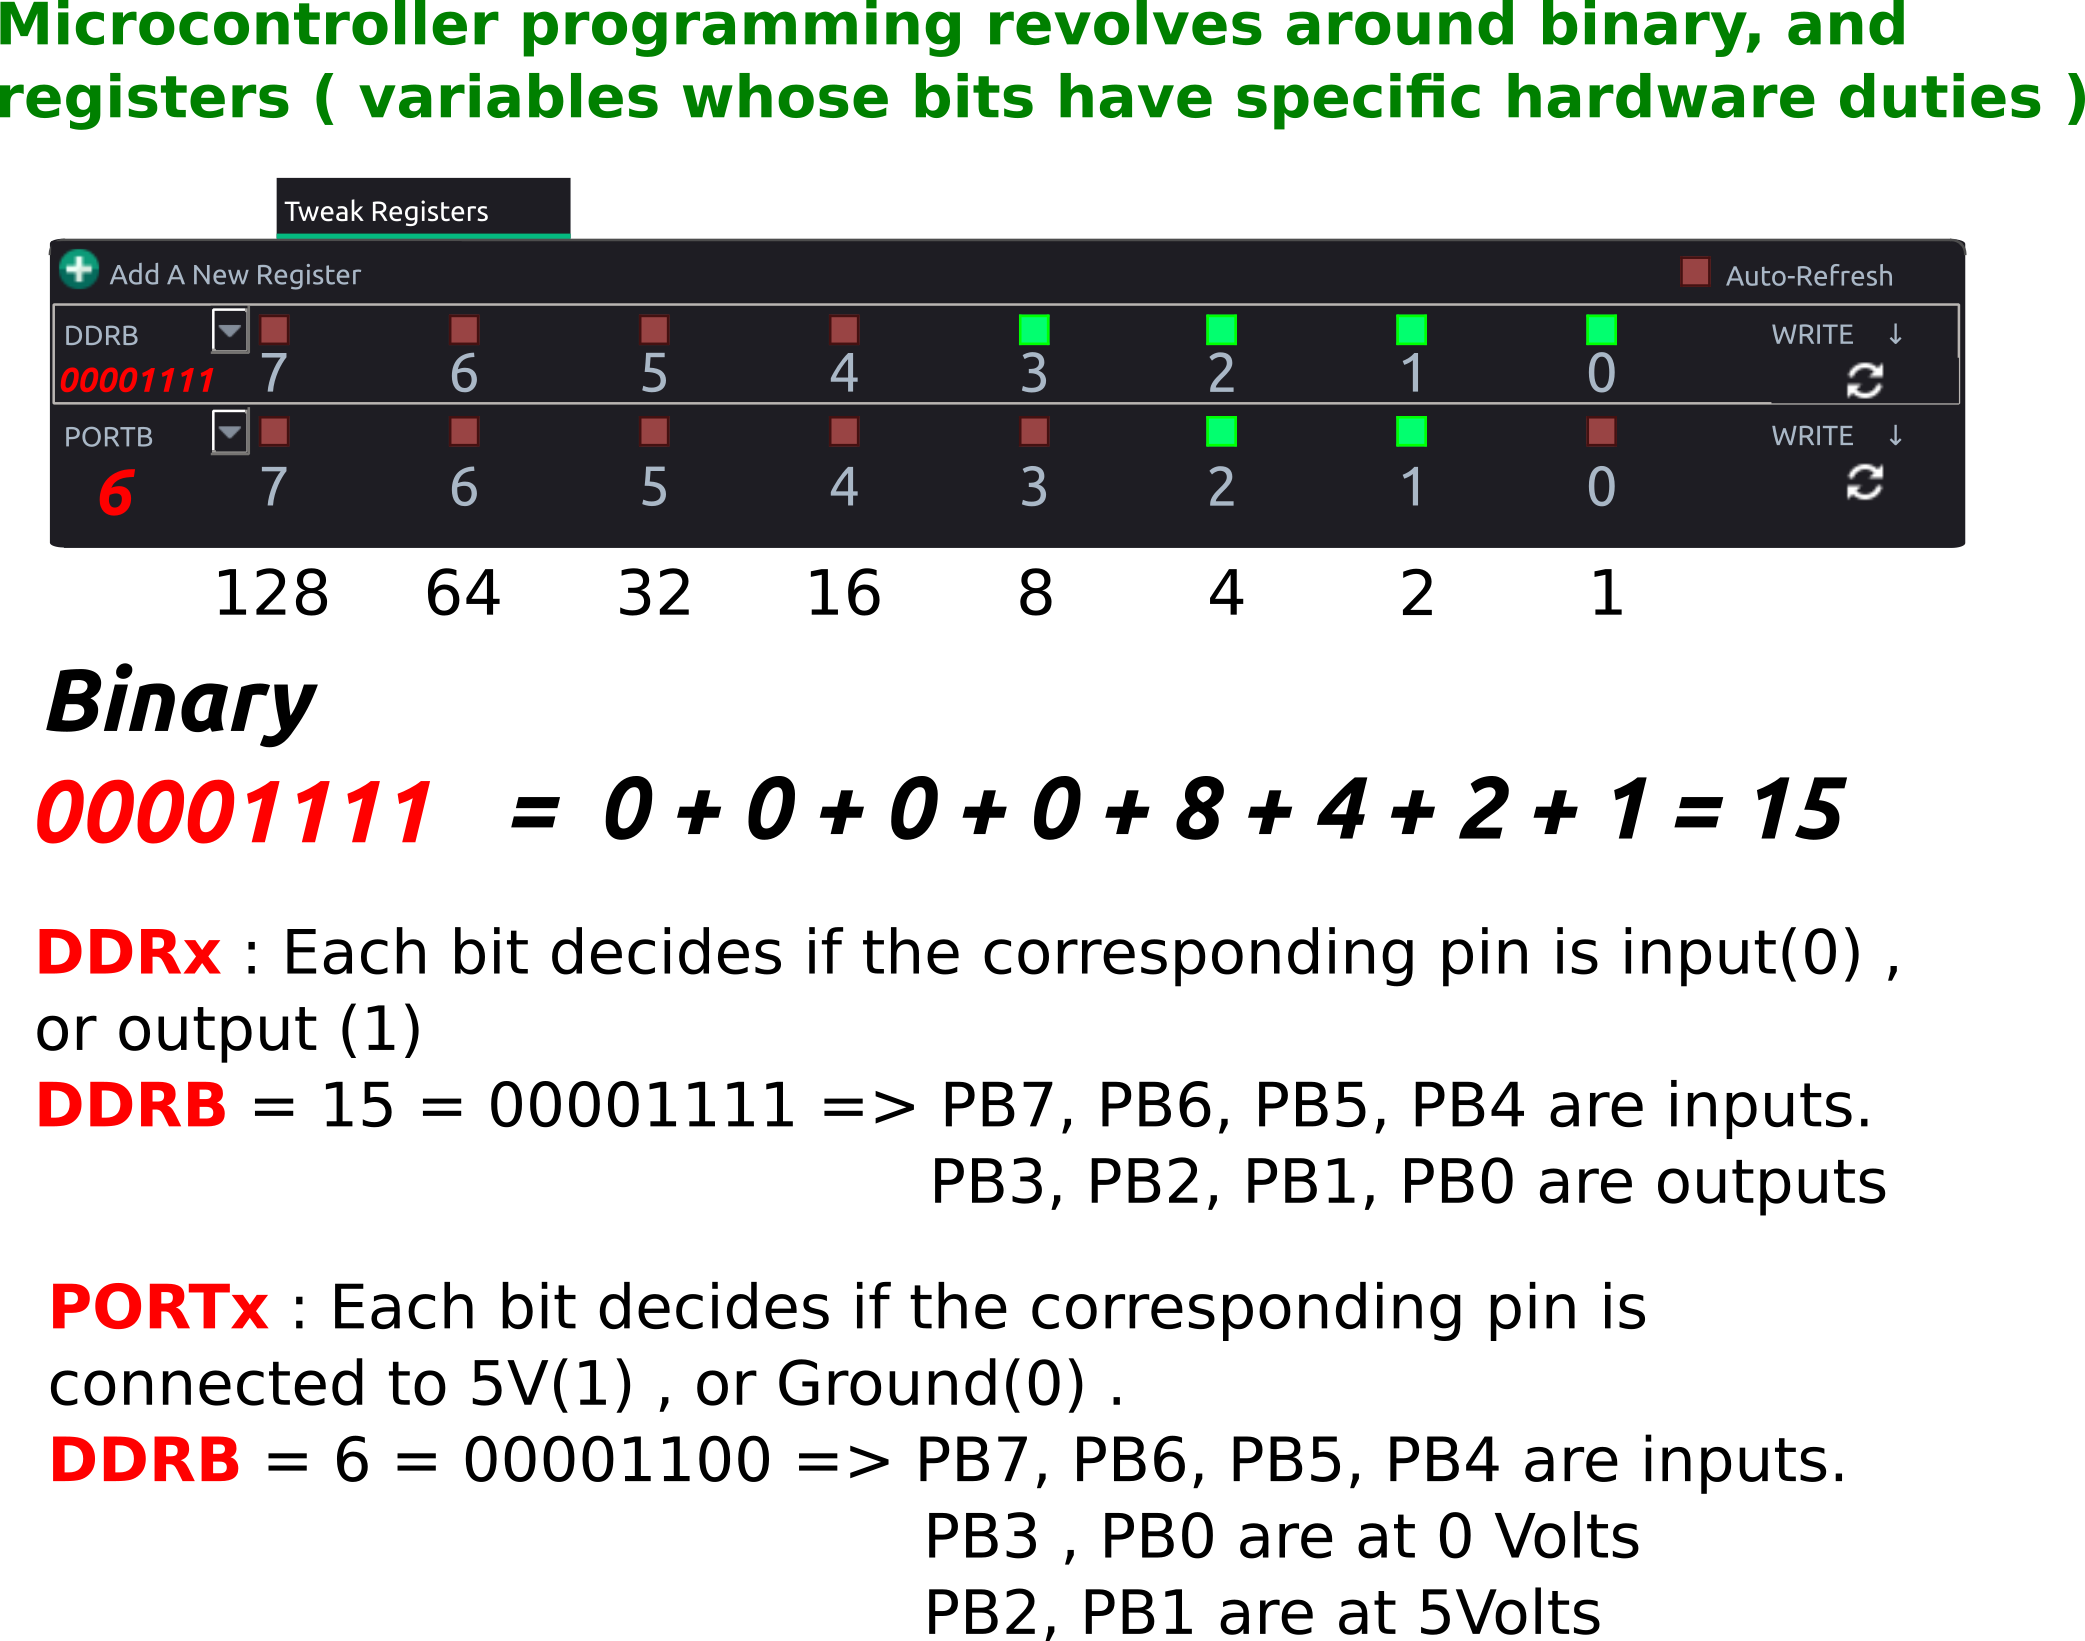 Microcontroller programming revolves around binary, and
registers ( variables whose bits have specific hardware duties )
Tweak Registers
Add A New Register Auto-Refresh
DDRB WRITE ↓
00001111 7 6 5 4 3 2 1 0
PORTB WRITE ↓
6 7 6 5 4 3 2 1 0
128 64 32 16 8 4 2 1
Binary
00001111 = 0 + 0 + 0 + 0 + 8 + 4 + 2 + 1 = 15
DDRx : Each bit decides if the corresponding pin is input(0) ,
or output (1)
DDRB = 15 = 00001111 => PB7, PB6, PB5, PB4 are inputs.
PB3, PB2, PB1, PB0 are outputs
PORTx : Each bit decides if the corresponding pin is
connected to 5V(1) , or Ground(0) .
DDRB = 6 = 00001100 => PB7, PB6, PB5, PB4 are inputs.
PB3 , PB0 are at 0 Volts
PB2, PB1 are at 5Volts